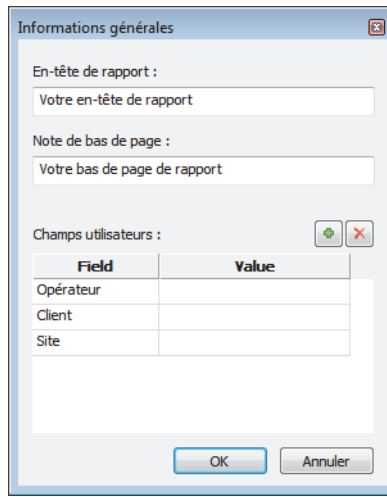 Informations générales
En-tête de rapport :
Votre en-tête de rapport
Note de bas de page :
Votre bas de page de rapport
Champs utilisateurs :
Field Value
Opérateur
Client
Site
OK Annuler